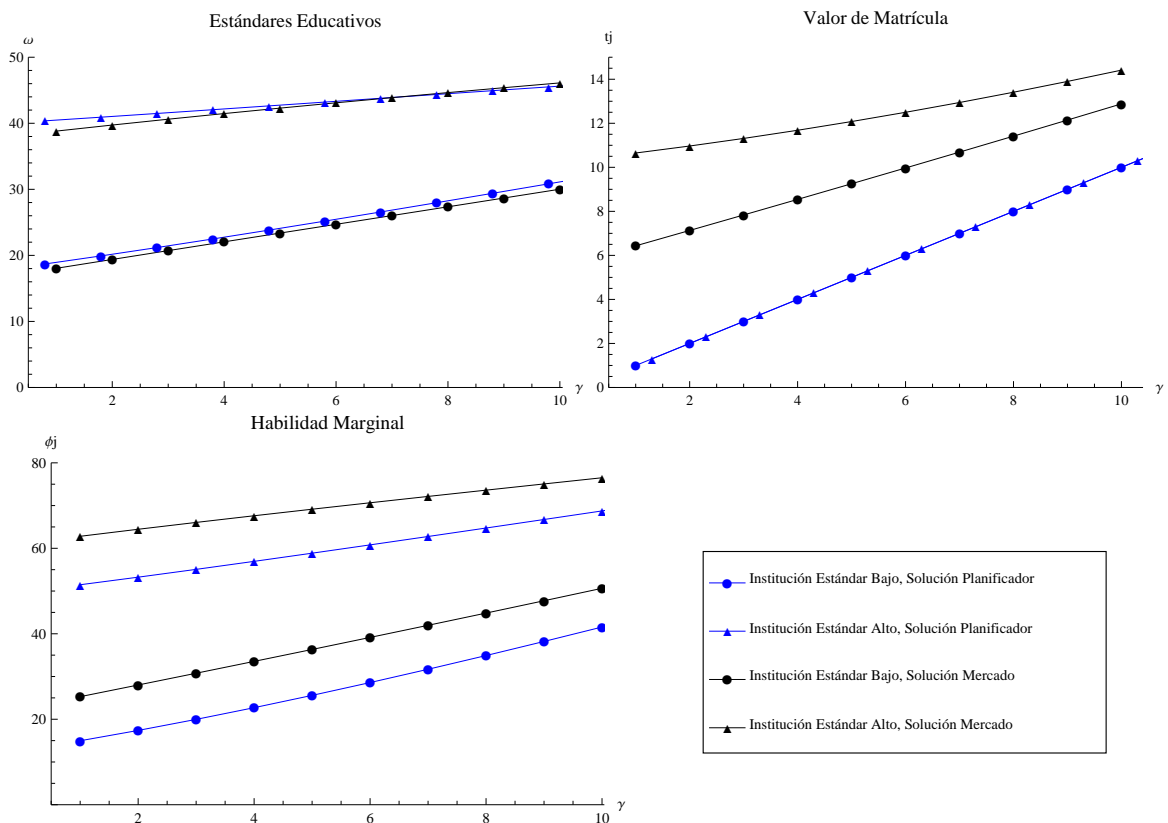 Estándares Educativos
ω
50
40
30
20
10
0
2
4
6
8
10
γ
Valor de Matrícula
tj
14
12
10
8
6
4
2
0
2
4
6
8
10
γ
Habilidad Marginal
ϕj
80
60
40
20
2
4
6
8
10
γ
Institución Estándar Bajo, Solución Planificador
Institución Estándar Alto, Solución Planificador
Institución Estándar Bajo, Solución Mercado
Institución Estándar Alto, Solución Mercado